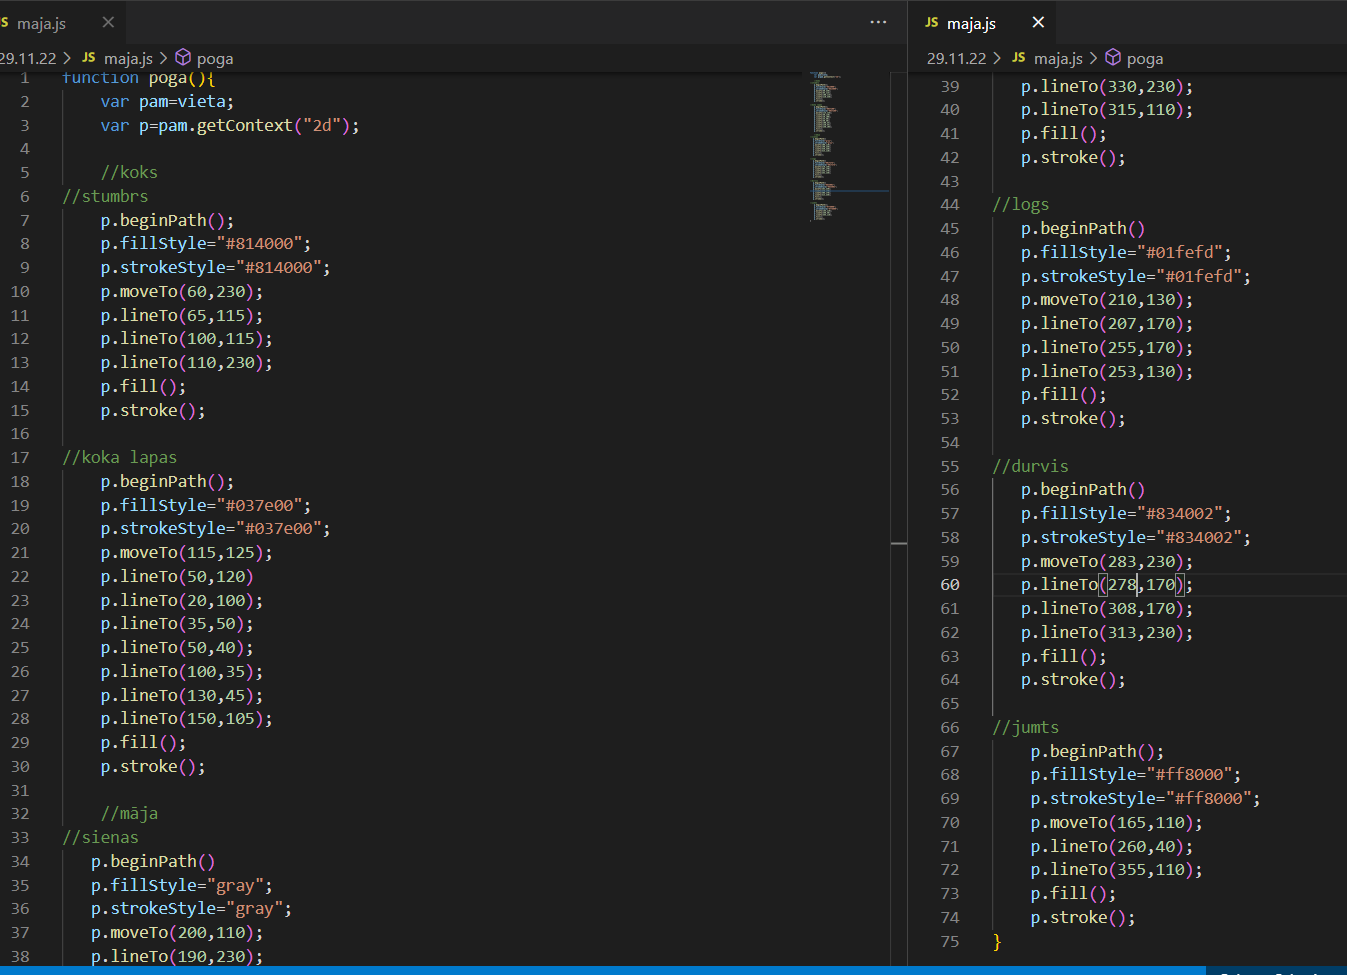 JS maja.js ×
29.11.22 > JS maja.js > poga
1 function poga(){
2 var pam=vieta;
3 var p=pam.getContext("2d");
4
5 //koks
6 //stumbrs
7 p.beginPath();
8 p.fillStyle="#814000";
9 p.strokeStyle="#814000";
10 p.moveTo(60,230);
11 p.lineTo(65,115);
12 p.lineTo(100,115);
13 p.lineTo(110,230);
14 p.fill();
15 p.stroke();
16
17 //koka lapas
18 p.beginPath();
19 p.fillStyle="#037e00";
20 p.strokeStyle="#037e00";
21 p.moveTo(115,125);
22 p.lineTo(50,120)
23 p.lineTo(20,100);
24 p.lineTo(35,50);
25 p.lineTo(50,40);
26 p.lineTo(100,35);
27 p.lineTo(130,45);
28 p.lineTo(150,105);
29 p.fill();
30 p.stroke();
31
32 //māja
33 //sienas
34 p.beginPath()
35 p.fillStyle="gray";
36 p.strokeStyle="gray";
37 p.moveTo(200,110);
38 p.lineTo(190,230);
JS maja.js ×
29.11.22 > JS maja.js > poga
39 p.lineTo(330,230);
40 p.lineTo(315,110);
41 p.fill();
42 p.stroke();
43
44 //logs
45 p.beginPath()
46 p.fillStyle="#01fefd";
47 p.strokeStyle="#01fefd";
48 p.moveTo(210,130);
49 p.lineTo(207,170);
50 p.lineTo(255,170);
51 p.lineTo(253,130);
52 p.fill();
53 p.stroke();
54
55 //durvis
56 p.beginPath()
57 p.fillStyle="#834002";
58 p.strokeStyle="#834002";
59 p.moveTo(283,230);
60 p.lineTo(278,170);
61 p.lineTo(308,170);
62 p.lineTo(313,230);
63 p.fill();
64 p.stroke();
65
66 //jumts
67 p.beginPath();
68 p.fillStyle="#ff8000";
69 p.strokeStyle="#ff8000";
70 p.moveTo(165,110);
71 p.lineTo(260,40);
72 p.lineTo(355,110);
73 p.fill();
74 p.stroke();
75 }